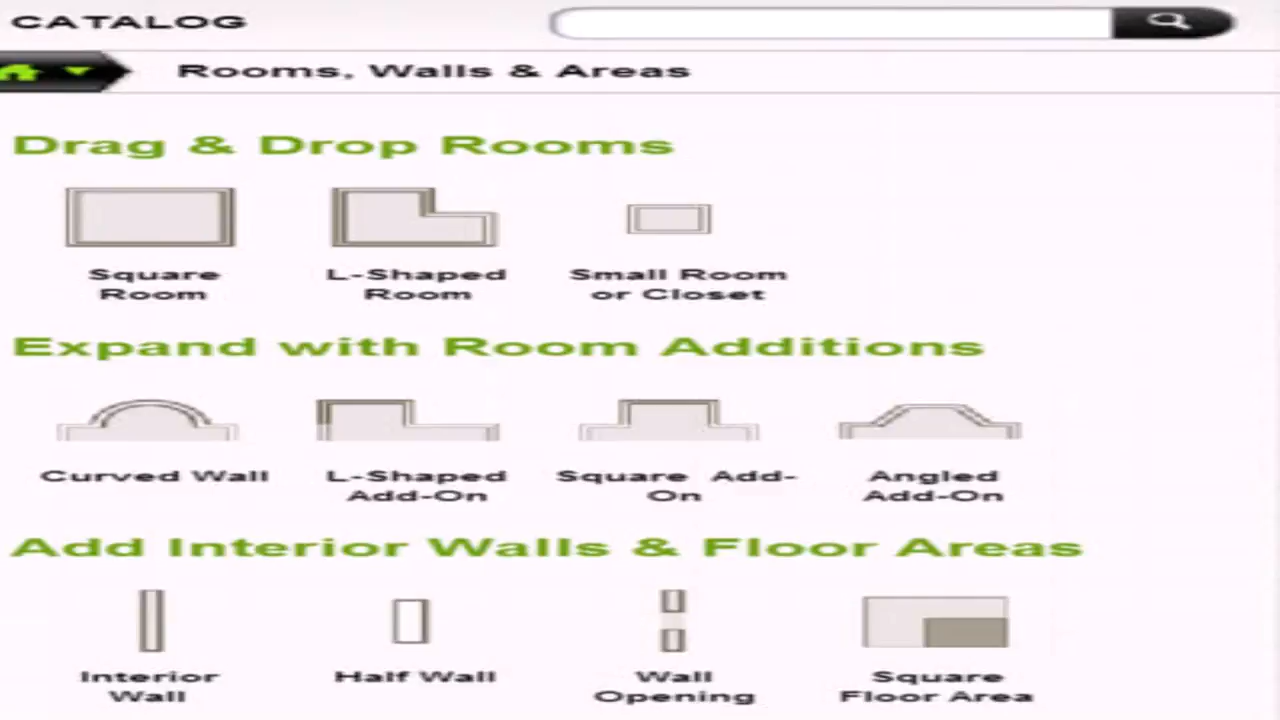 CATALOG
Rooms, Walls & Areas
Drag & Drop Rooms
Square L-Shaped Small Room
Room Room or Closet
Expand with Room Additions
Curved Wall L-Shaped Square Add- Angled
Add-On On Add-On
Add Interior Walls & Floor Areas
Interior Half Wall Wall Square
Wall Opening Floor Area